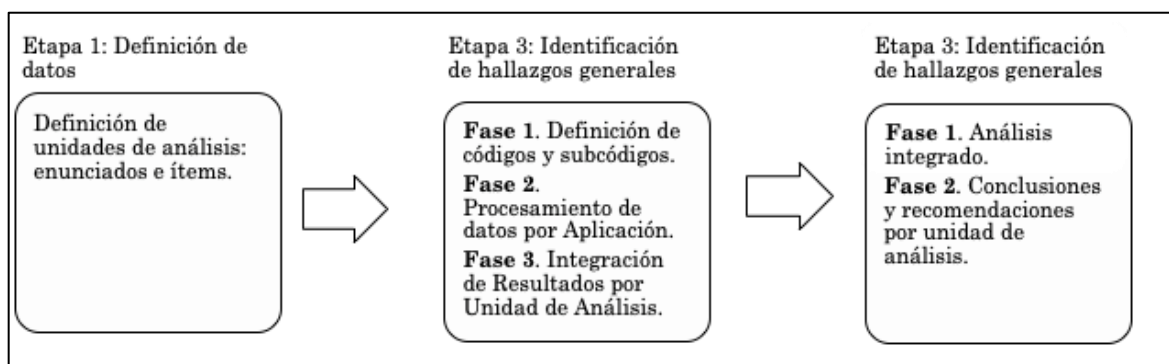 Etapa 1: Definición de
datos
Definición de
unidades de análisis:
enunciados e ítems.
Etapa 3: Identificación
de hallazgos generales
Fase 1. Definición de
códigos y subcódigos.
Fase 2.
Procesamiento de
datos por Aplicación.
Fase 3. Integración
de Resultados por
Unidad de Análisis.
Etapa 3: Identificación
de hallazgos generales
Fase 1. Análisis
integrado.
Fase 2. Conclusiones
y recomendaciones
por unidad de
análisis.